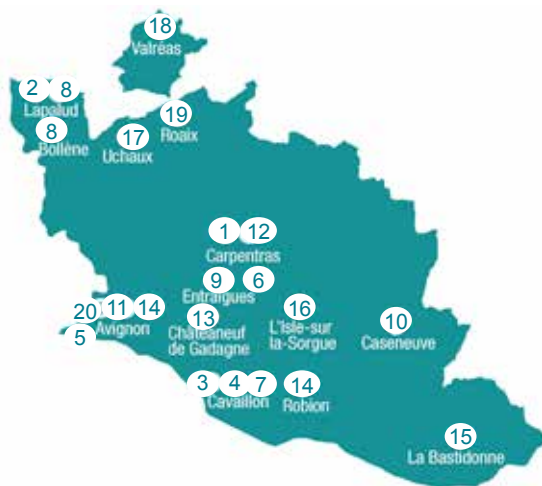 18
Valréas
2 8
Lapalud
19
8
Roaix
17
Bollène
Uchaux
1 12
Carpentras
9 6
Entraigues
16
20 11 14
13
10
Avignon
Châteaneuf
de Gadagne
L'Isle-sur
la-Sorgue
5
Caseneuve
3 4 7
14
Cavaillon
Robion
15
La Bastidonne